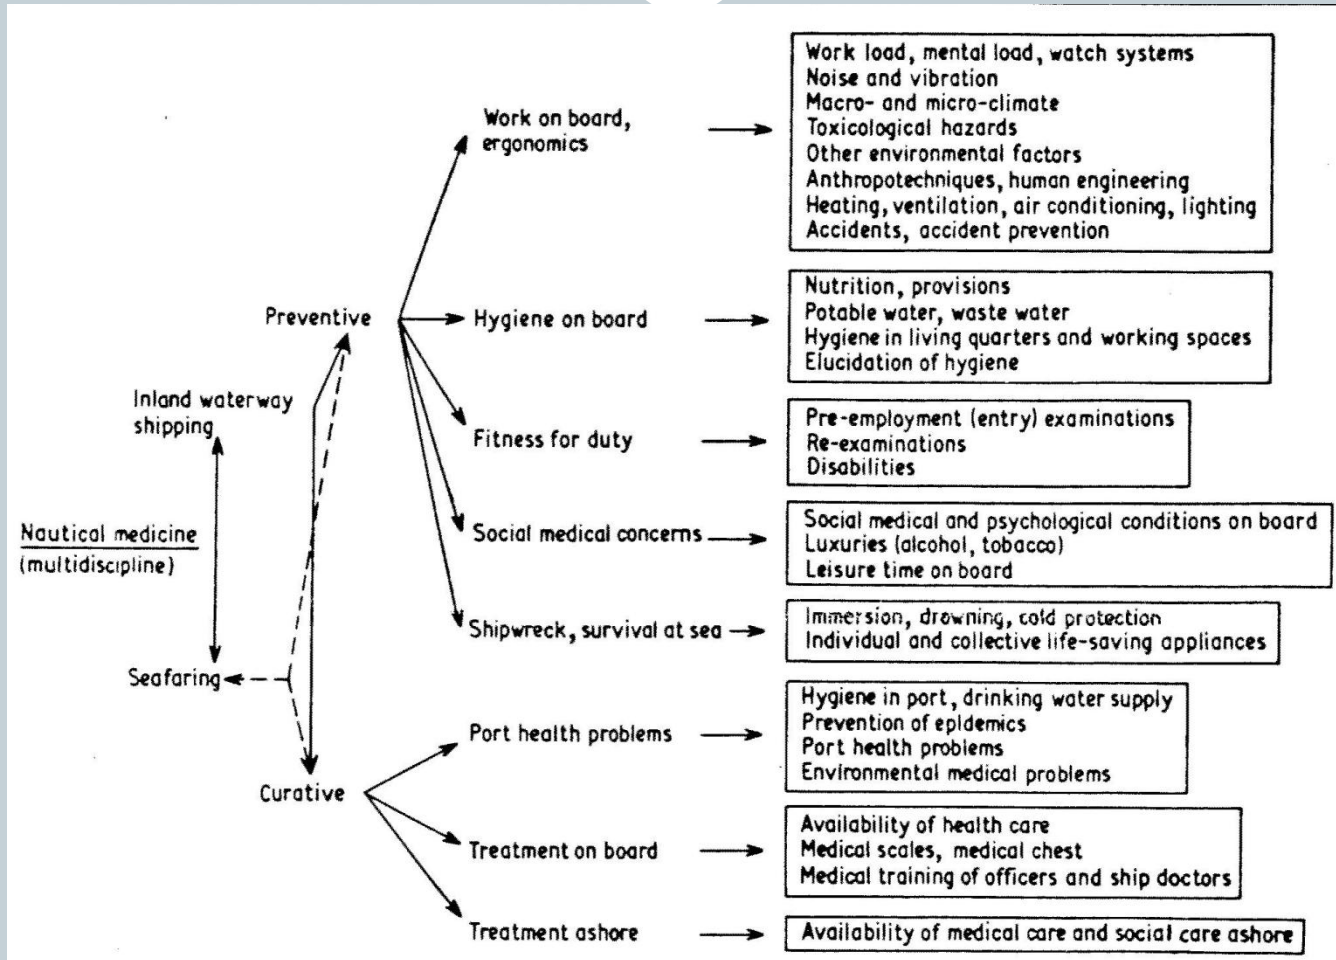 Nautical medicine
(multidiscipline)
Inland waterway
shipping
Seafaring
Preventive
Curative
Work on board,
ergonomics
Work load, mental load, watch systems
Noise and vibration
Macro- and micro-climate
Toxicological hazards
Other environmental factors
Anthropotechniques, human engineering
Heating, ventilation, air conditioning, lighting
Accidents, accident prevention
Hygiene on board
Nutrition, provisions
Potable water, waste water
Hygiene in living quarters and working spaces
Elucidation of hygiene
Fitness for duty
Pre-employment (entry) examinations
Re-examinations
Disabilities
Social medical concerns
Social medical and psychological conditions on board
Luxuries (alcohol, tobacco)
Leisure time on board
Shipwreck, survival at sea
Immersion, drowning, cold protection
Individual and collective life-saving appliances
Port health problems
Hygiene in port, drinking water supply
Prevention of epidemics
Port health problems
Environmental medical problems
Treatment on board
Availability of health care
Medical scales, medical chest
Medical training of officers and ship doctors
Treatment ashore
Availability of medical care and social care ashore